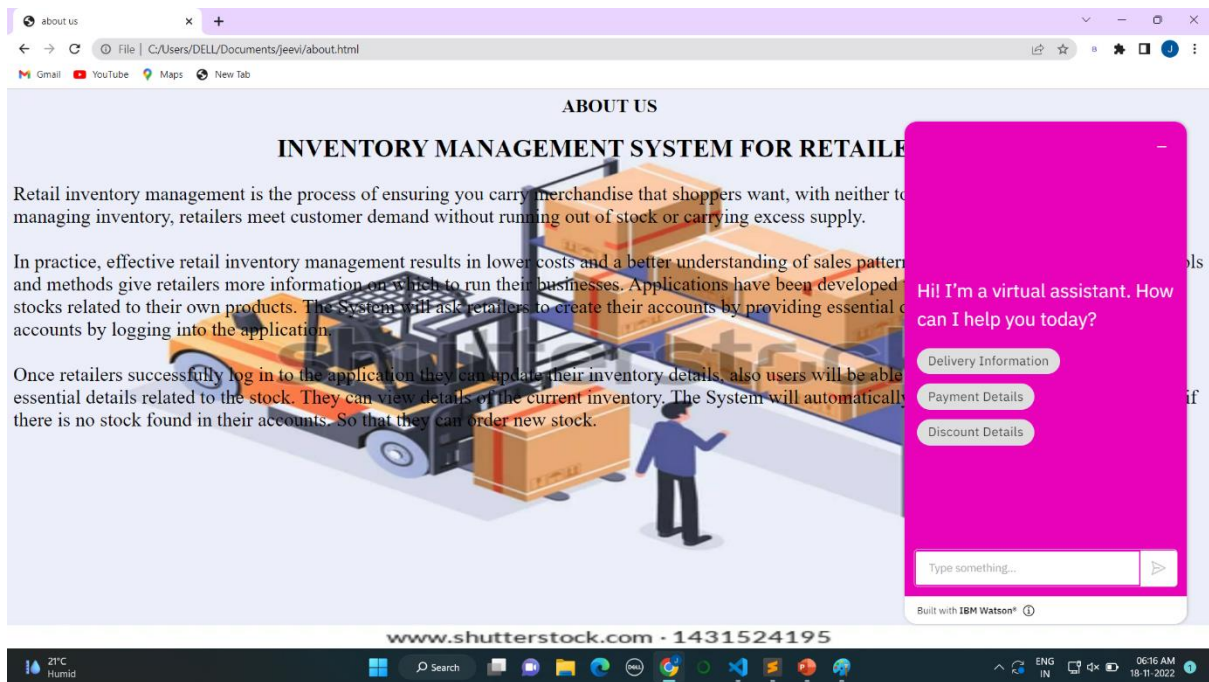 about us
File | C:/Users/DELL/Documents/jeevi/about.html
B
J
Gmail
YouTube
Maps
New Tab
ABOUT US
INVENTORY MANAGEMENT SYSTEM FOR RETAILE
Retail inventory management is the process of ensuring you carry merchandise that shoppers want, with neither to
managing inventory, retailers meet customer demand without running out of stock or carrying excess supply.
In practice, effective retail inventory management results in lower costs and a better understanding of sales patter ols
and methods give retailers more information on which to run their businesses. Applications have been developed
stocks related to their own products. The System will ask retailers to create their accounts by providing essential
accounts by logging into the application.
shutterst
Once retailers successfully log in to the application they can update their inventory details, also users will be able
essential details related to the stock. They can view details of the current inventory. The System will automatically if
there is no stock found in their accounts. So that they can order new stock.
Hi! I'm a virtual assistant. How
can I help you today?
Delivery Information
Payment Details
Discount Details
Type something...
Built with IBM Watson®
www.shutterstock.com · 1431524195
21°C
Humid
Search
DELL
ENG
IN
06:16 AM
18-11-2022
1